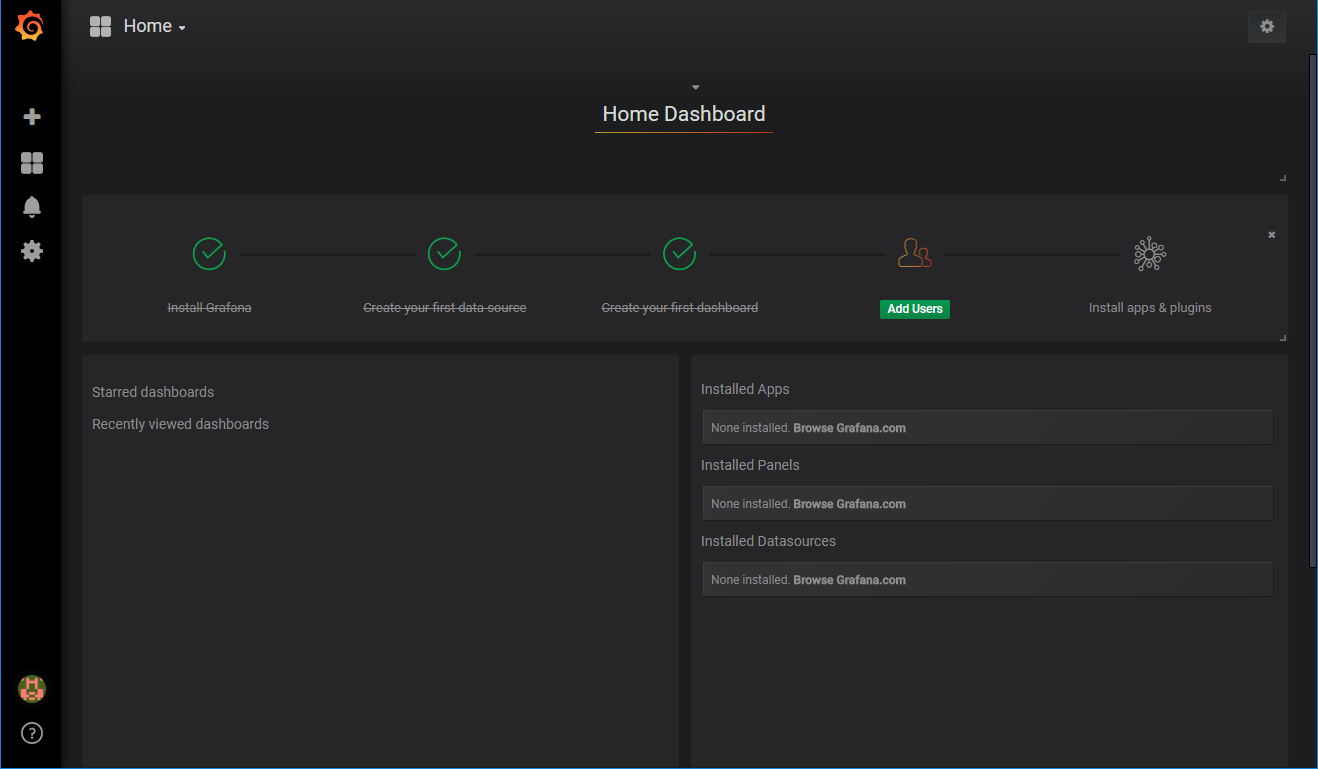 Home
Home Dashboard
Install Grafana
Create your first data source
Create your first dashboard
Add Users
Install apps & plugins
Starred dashboards
Recently viewed dashboards
Installed Apps
None installed. Browse Grafana.com
Installed Panels
None installed. Browse Grafana.com
Installed Datasources
None installed. Browse Grafana.com
?